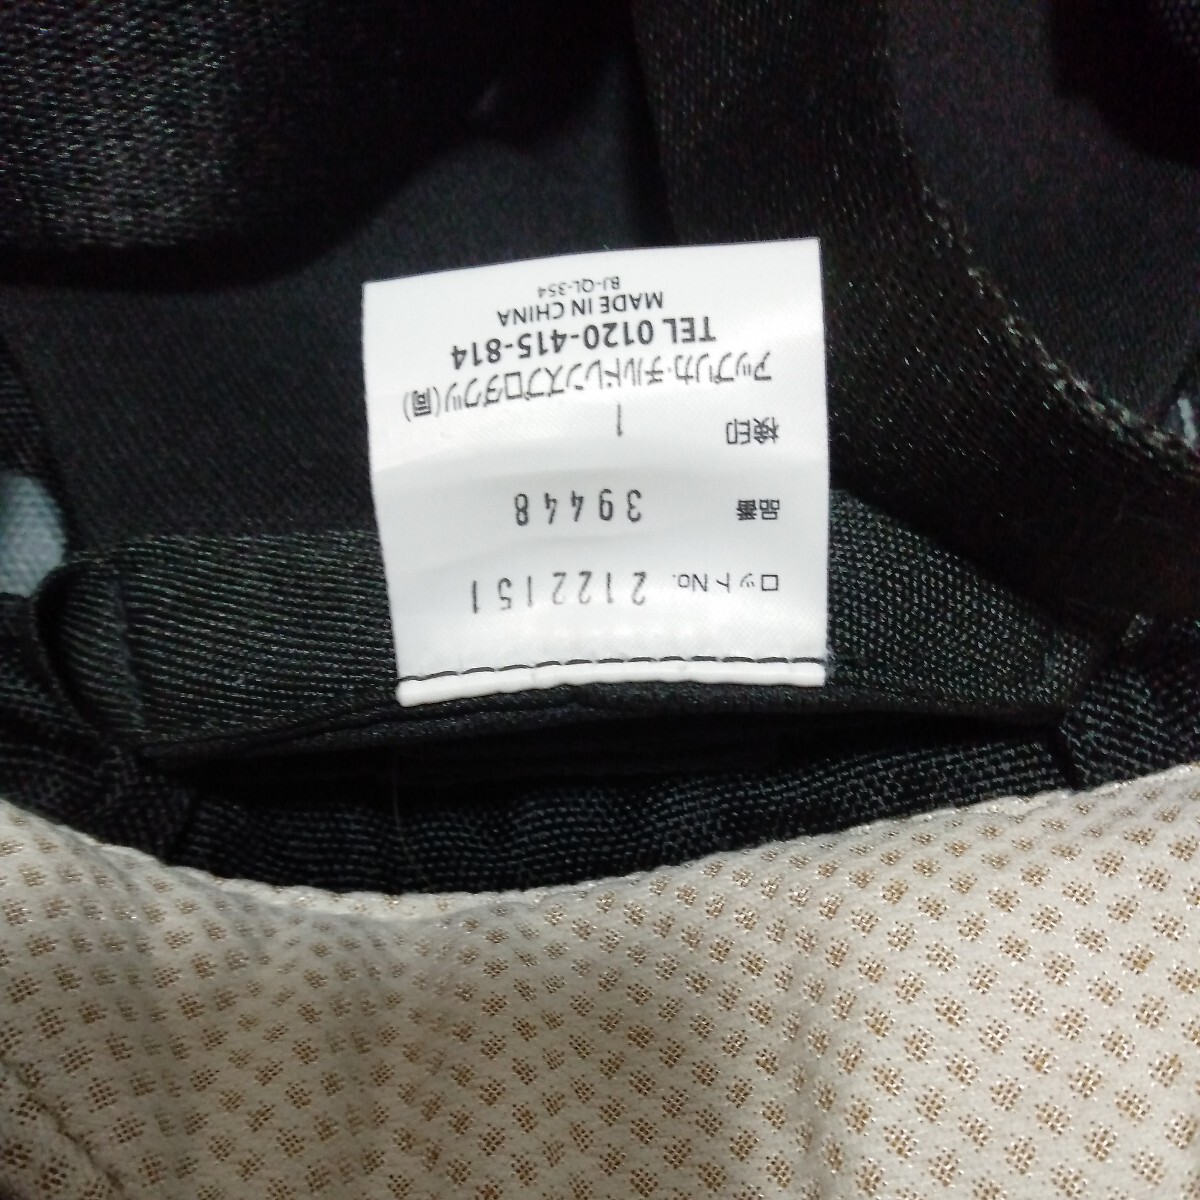 ロットNo. 2122151
品番 39448
検印 1
アップリカ・チルドレンズプロダクツ(同)
TEL 0120-415-814
MADE IN CHINA
BJ-QL-354